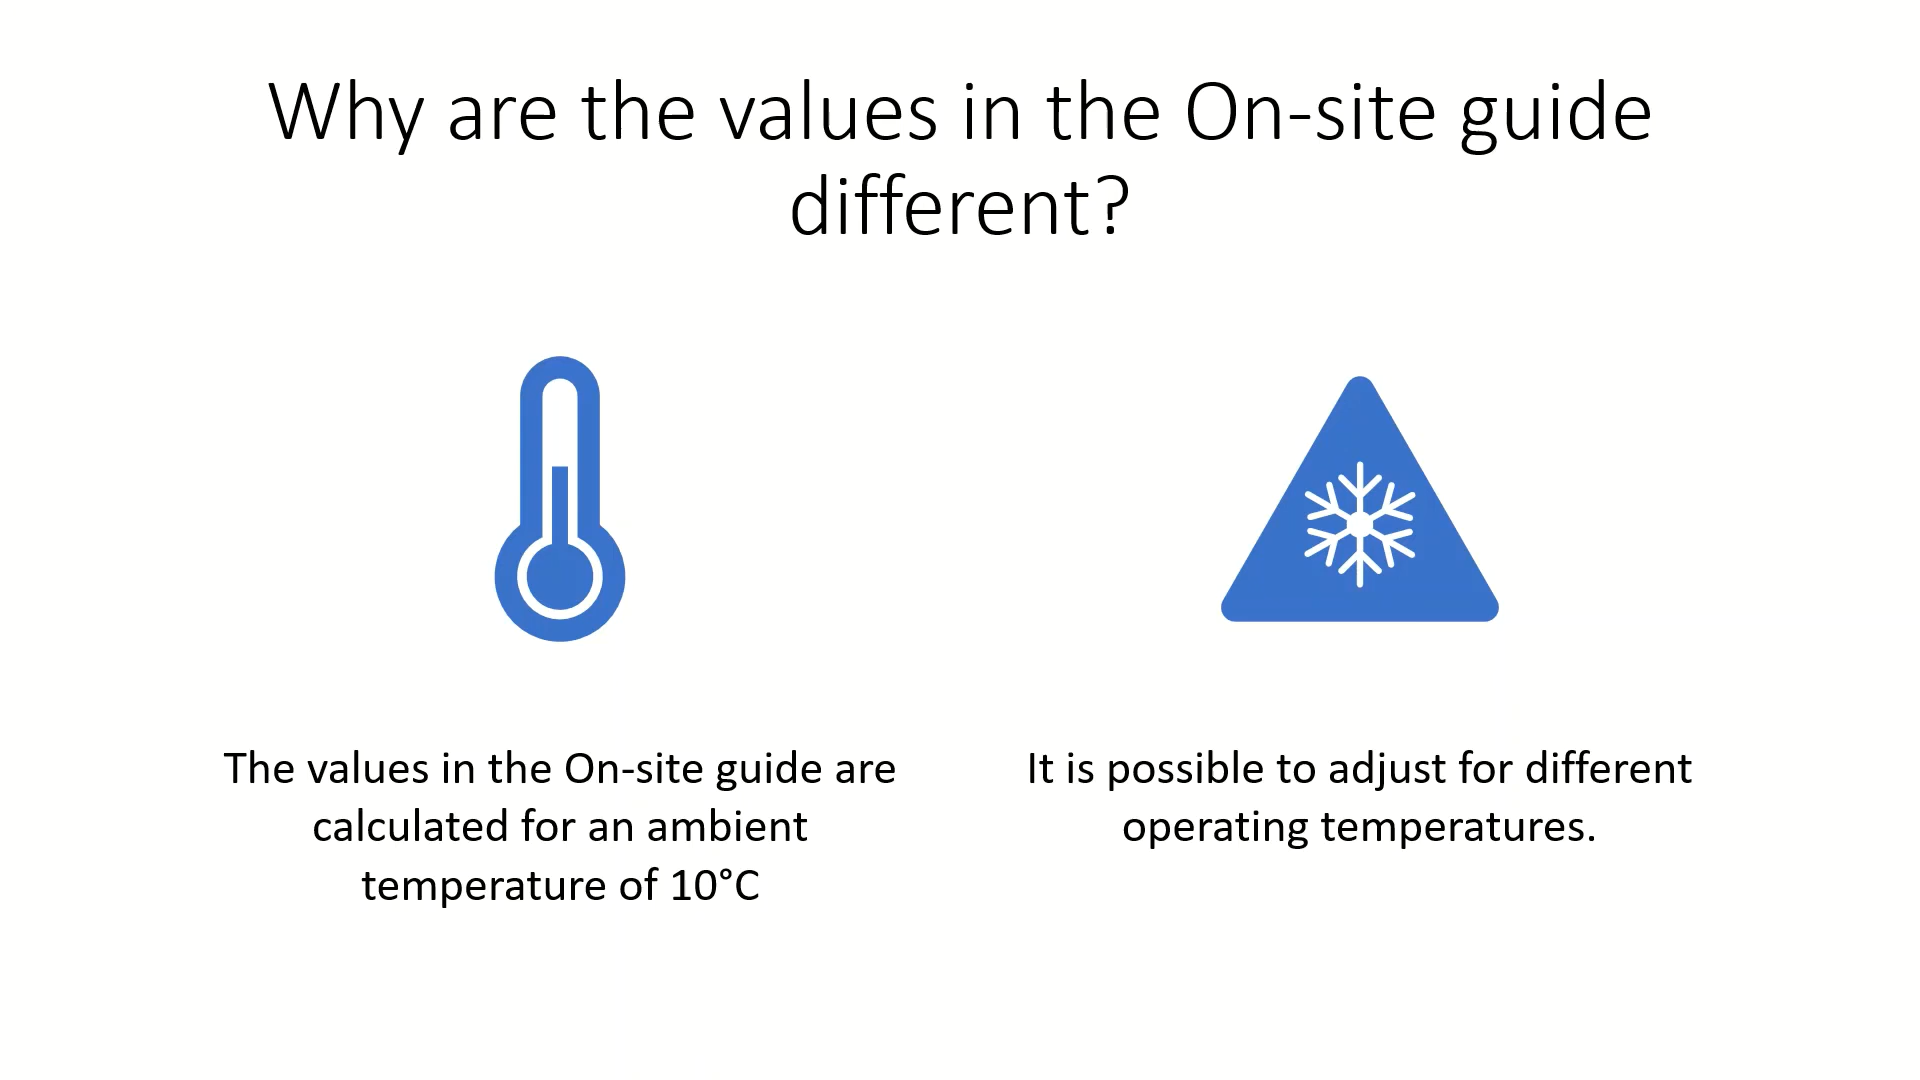 Why are the values in the On-site guide
different?
The values in the On-site guide are
calculated for an ambient
temperature of 10°C
It is possible to adjust for different
operating temperatures.